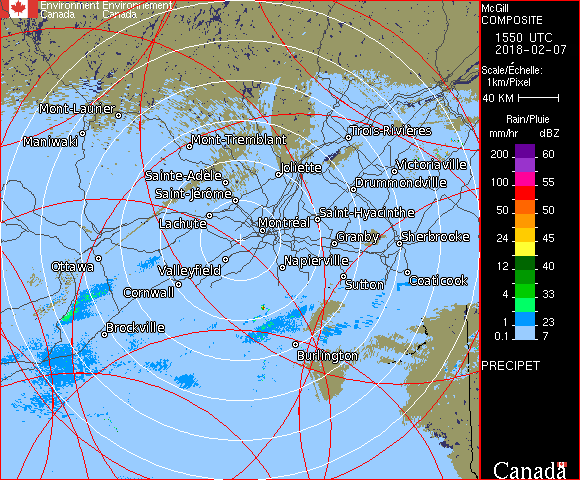 Environment Environnement
Canada Canada
McGill
COMPOSITE
1550 UTC
2018-02-07
Scale/Échelle:
1km/Pixel
40 KM
Rain/Pluie
mm/hr dBZ
200 60
100 55
50 50
24 45
12 40
4 33
1 23
0.1 7
PRECIPET
Canada
Mont-Laurier
Maniwaki
Mont-Tremblant
Trois-Rivières
Joliette
Victoriaville
Sainte-Adèle
Drummondville
Saint-Jérôme
Lachute
Montréal
Saint-Hyacinthe
Granby
Sherbrooke
Ottawa
Valleyfield
Napierville
Coaticook
Sutton
Cornwall
Brockville
Burlington